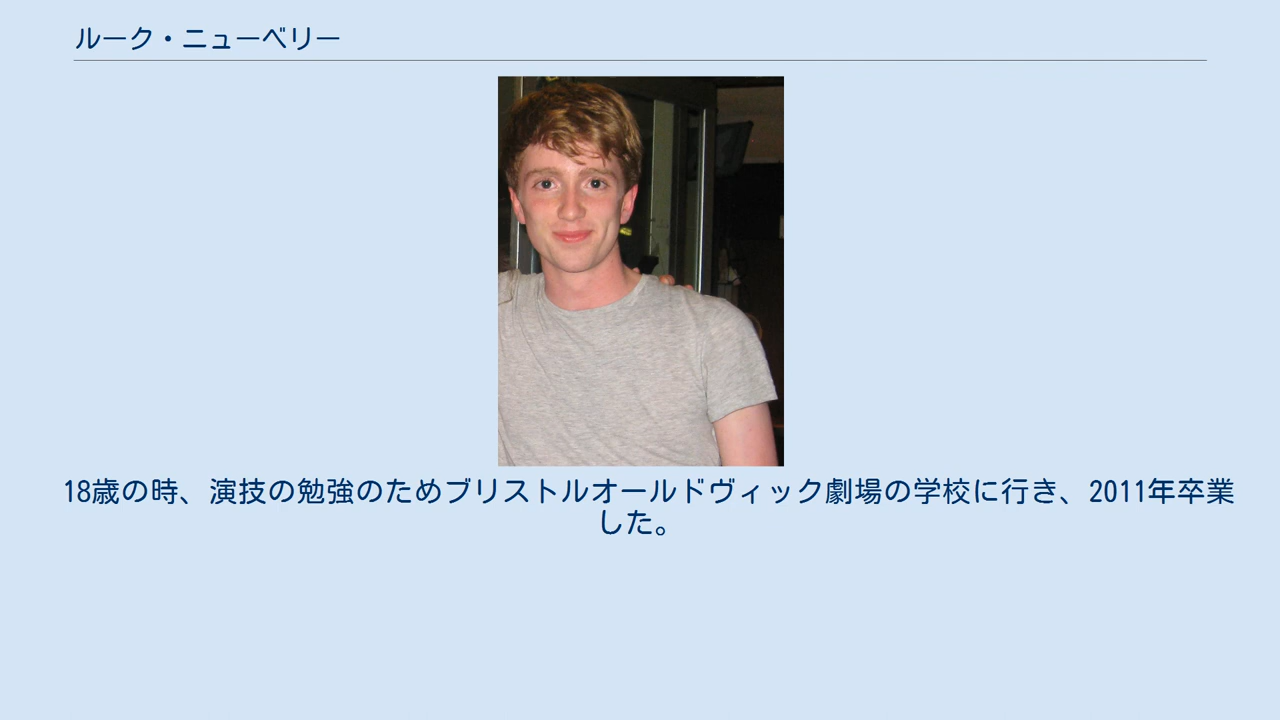 ルーク・ニューベリー
18歳の時、演技の勉強のためブリストルオールドヴィック劇場の学校に行き、2011年卒業
した。